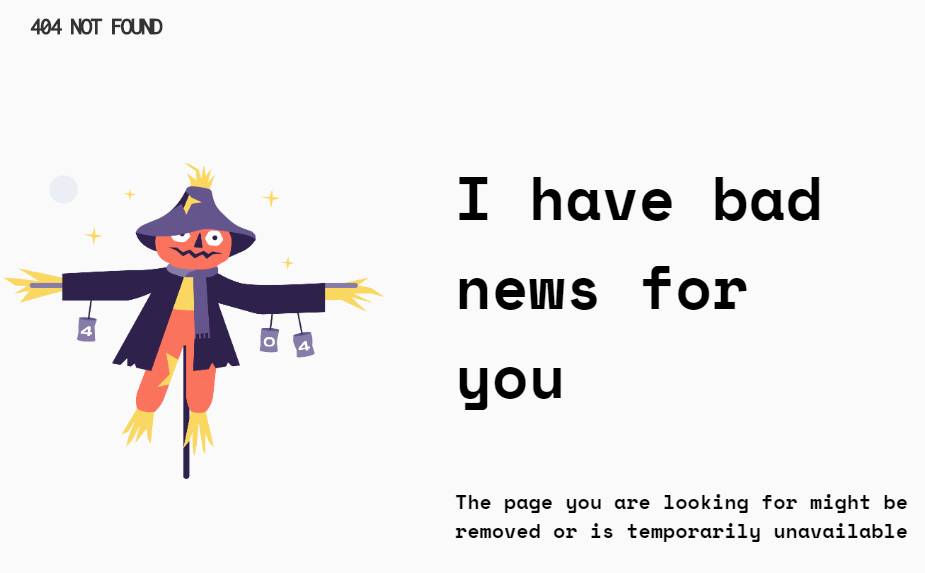 404 NOT FOUND
I have bad
news for
you
4
0
4
The page you are looking for might be
removed or is temporarily unavailable